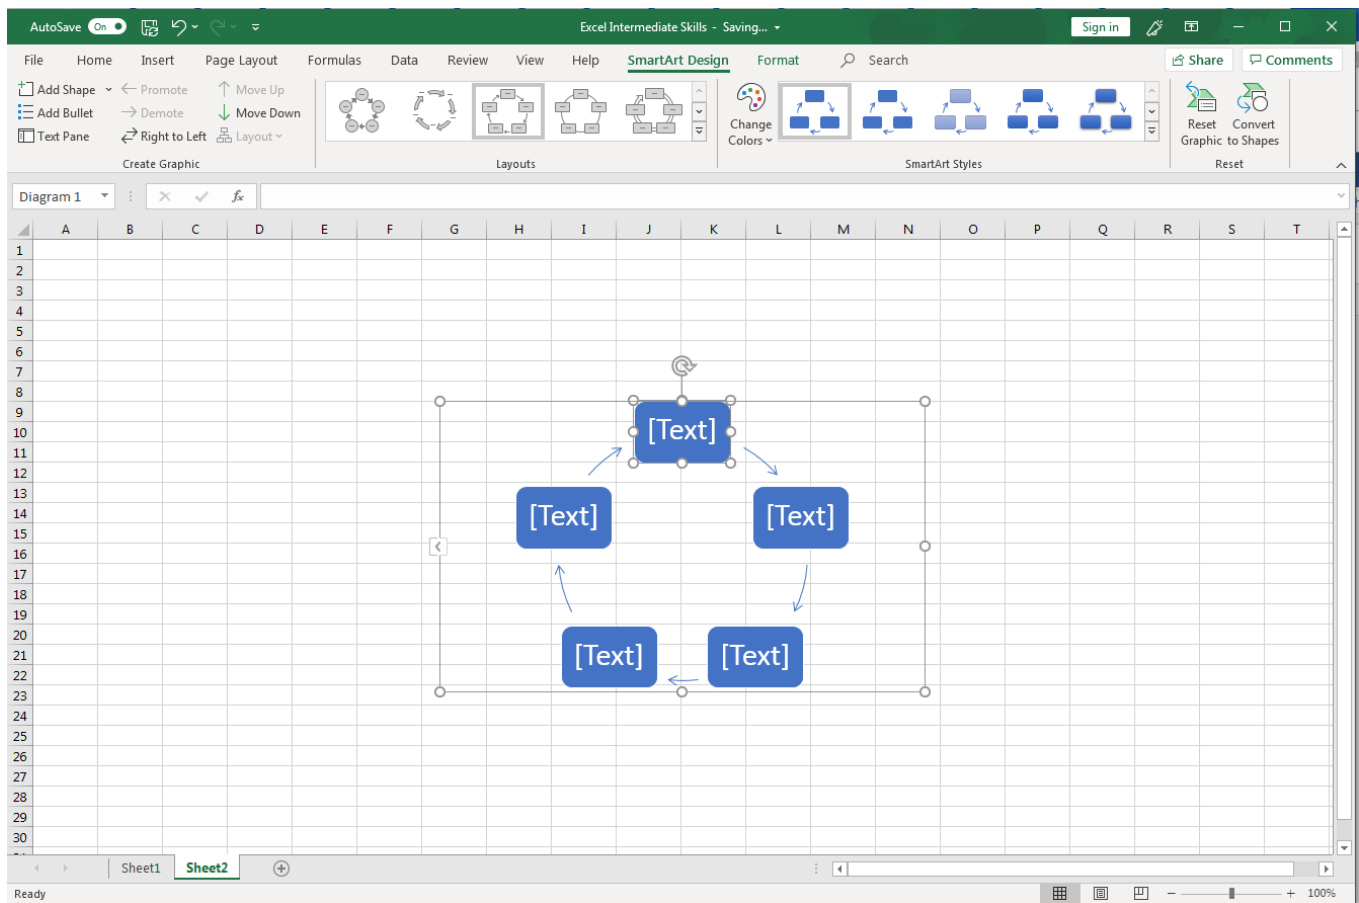 AutoSave On Excel Intermediate Skills - Saving... Sign in
File Home Insert Page Layout Formulas Data Review View Help SmartArt Design Format Search Share Comments
Add Shape Promote Move Up
Add Bullet Demote Move Down
Text Pane Right to Left Layout
Change Colors
Reset Graphic
Convert to Shapes
Create Graphic Layouts SmartArt Styles Reset
Diagram 1 fx
A B C D E F G H I J K L M N O P Q R S T
1
2
3
4
5
6
7
8
9
10
11
12
13
14
15
16
17
18
19
20
21
22
23
24
25
26
27
28
29
30
[Text]
[Text] [Text]
[Text] [Text]
Sheet1 Sheet2
Ready 100%